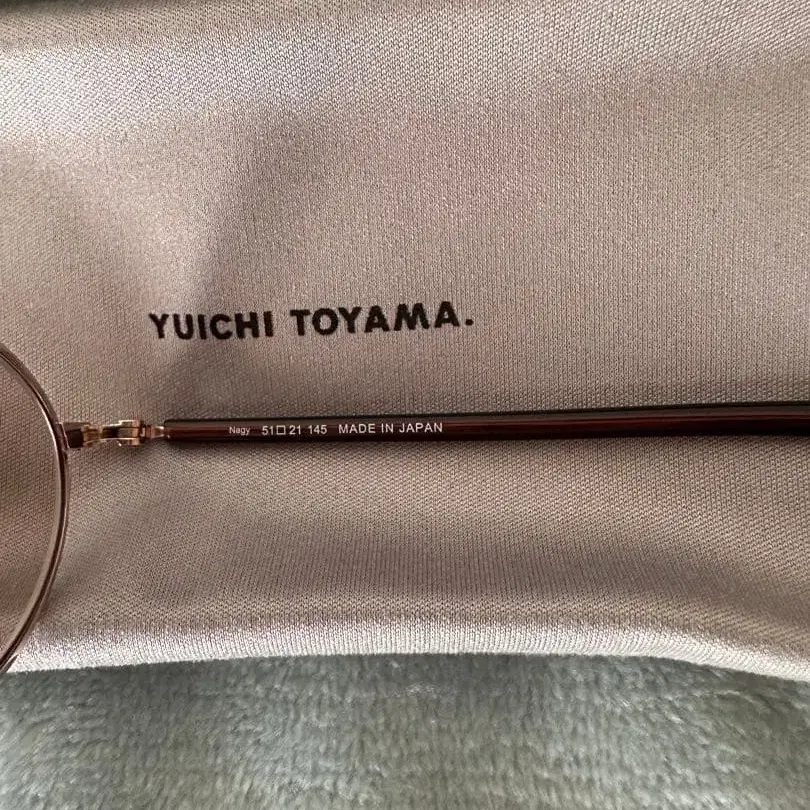 YUICHI TOYAMA.
Nagy 51□21 145 MADE IN JAPAN